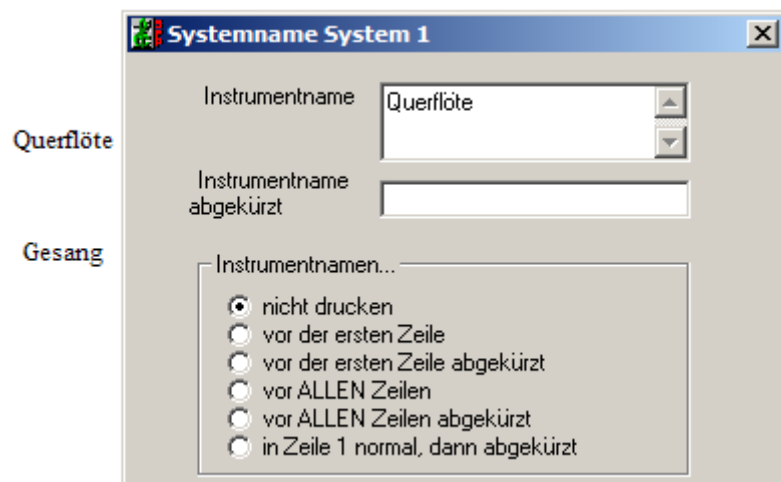 Systemname System 1
Instrumentname
Querflöte
Querflöte
Instrumentname
abgekürzt
Gesang
Instrumentnamen...
nicht drucken
vor der ersten Zeile
vor der ersten Zeile abgekürzt
vor ALLEN Zeilen
vor ALLEN Zeilen abgekürzt
in Zeile 1 normal, dann abgekürzt